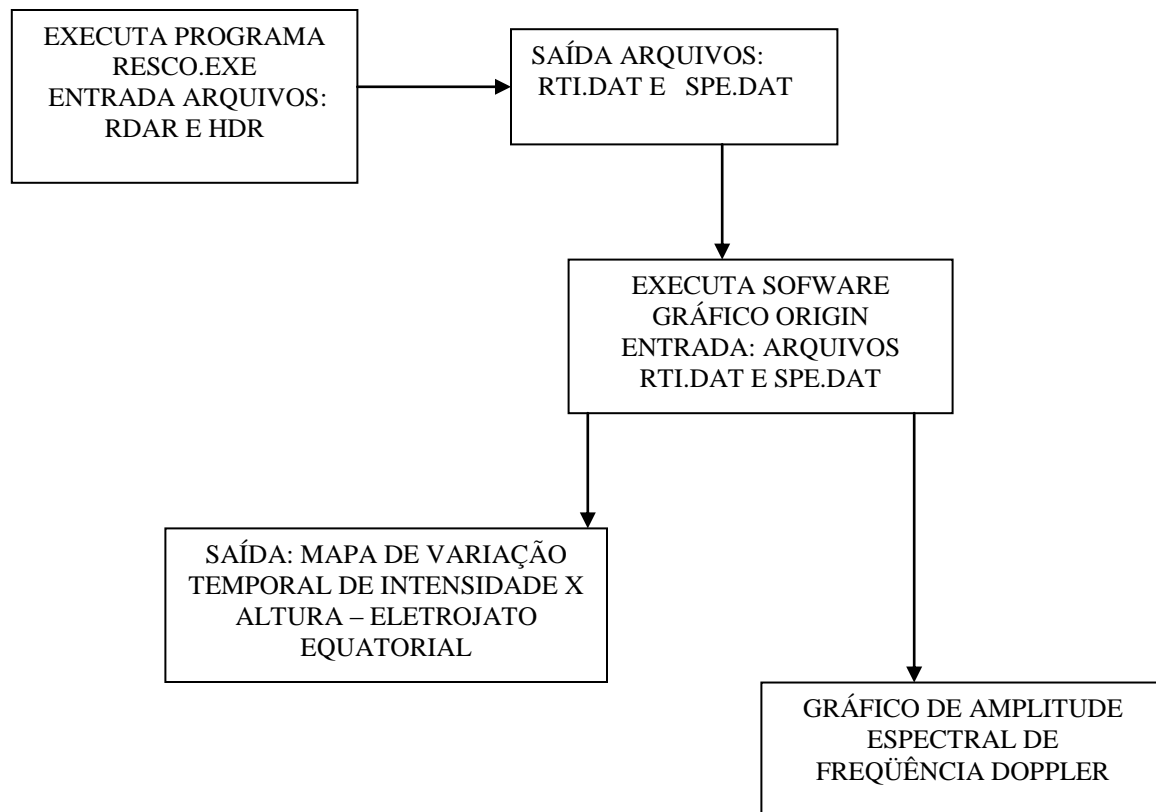 EXECUTA PROGRAMA
RESCO.EXE
ENTRADA ARQUIVOS:
RDAR E HDR
SAÍDA ARQUIVOS:
RTI.DAT E SPE.DAT
EXECUTA SOFWARE
GRÁFICO ORIGIN
ENTRADA: ARQUIVOS
RTI.DAT E SPE.DAT
SAÍDA: MAPA DE VARIAÇÃO
TEMPORAL DE INTENSIDADE X
ALTURA – ELETROJATO
EQUATORIAL
GRÁFICO DE AMPLITUDE
ESPECTRAL DE
FREQÜÊNCIA DOPPLER